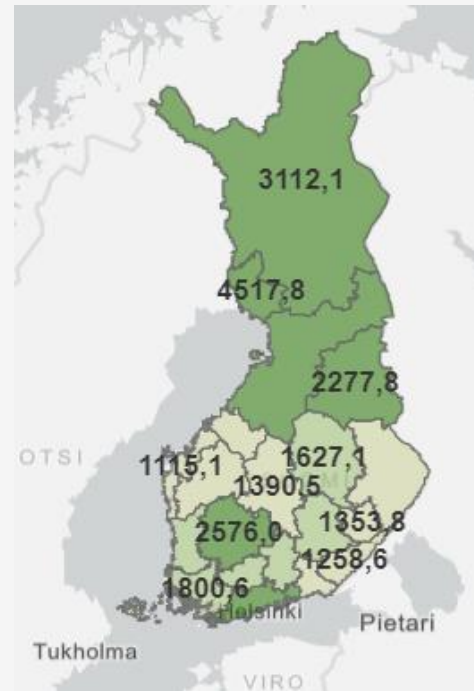 3112,1
4517,8
2277,8
OTSI
1115,1
1627,1
1390,5
2576,0
1353,8
1258,6
1800,6
Helsinki
Pietari
Tukholma
VIRO